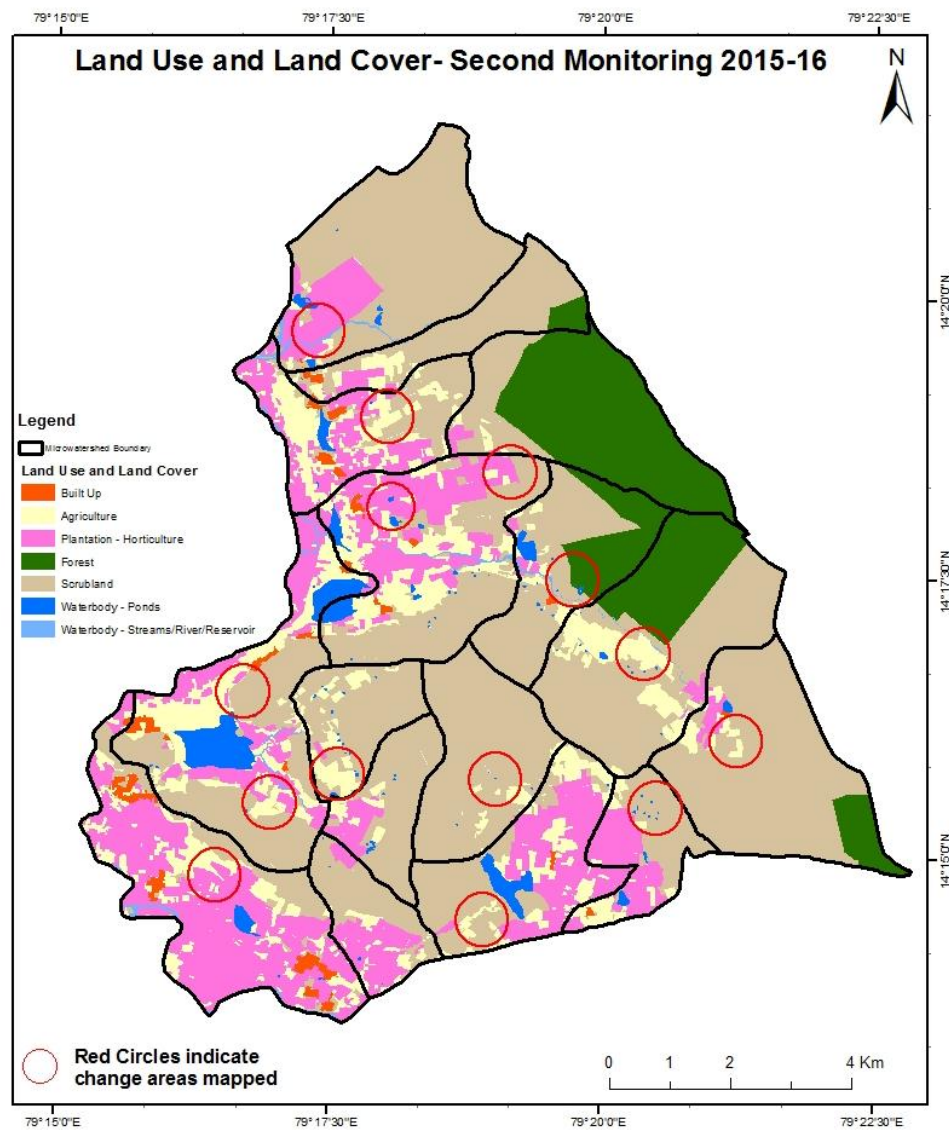 79°15'0"E 79°17'30"E 79°20'0"E 79°22'30"E
Land Use and Land Cover- Second Monitoring 2015-16
N
14°20'0"N
Legend
Microwatershed Boundary
Land Use and Land Cover
Built Up
Agriculture
Plantation - Horticulture
Forest
Scrubland
Waterbody - Ponds
Waterbody - Streams/River/Reservoir
14°17'30"N
14°15'0"N
Red Circles indicate
change areas mapped
0 1 2 4 Km
79°15'0"E 79°17'30"E 79°20'0"E 79°22'30"E